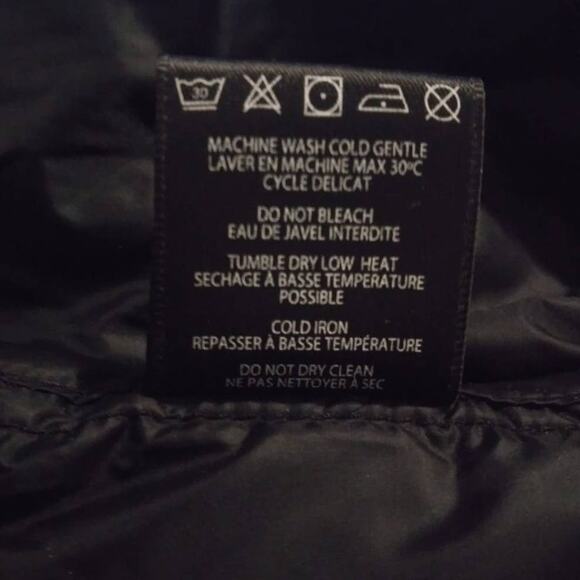 30
MACHINE WASH COLD GENTLE
LAVER EN MACHINE MAX 30ºC
CYCLE DELICAT
DO NOT BLEACH
EAU DE JAVEL INTERDITE
TUMBLE DRY LOW HEAT
SECHAGE À BASSE TEMPERATURE
POSSIBLE
COLD IRON
REPASSER À BASSE TEMPÉRATURE
DO NOT DRY CLEAN
NE PAS NETTOYER À SEC